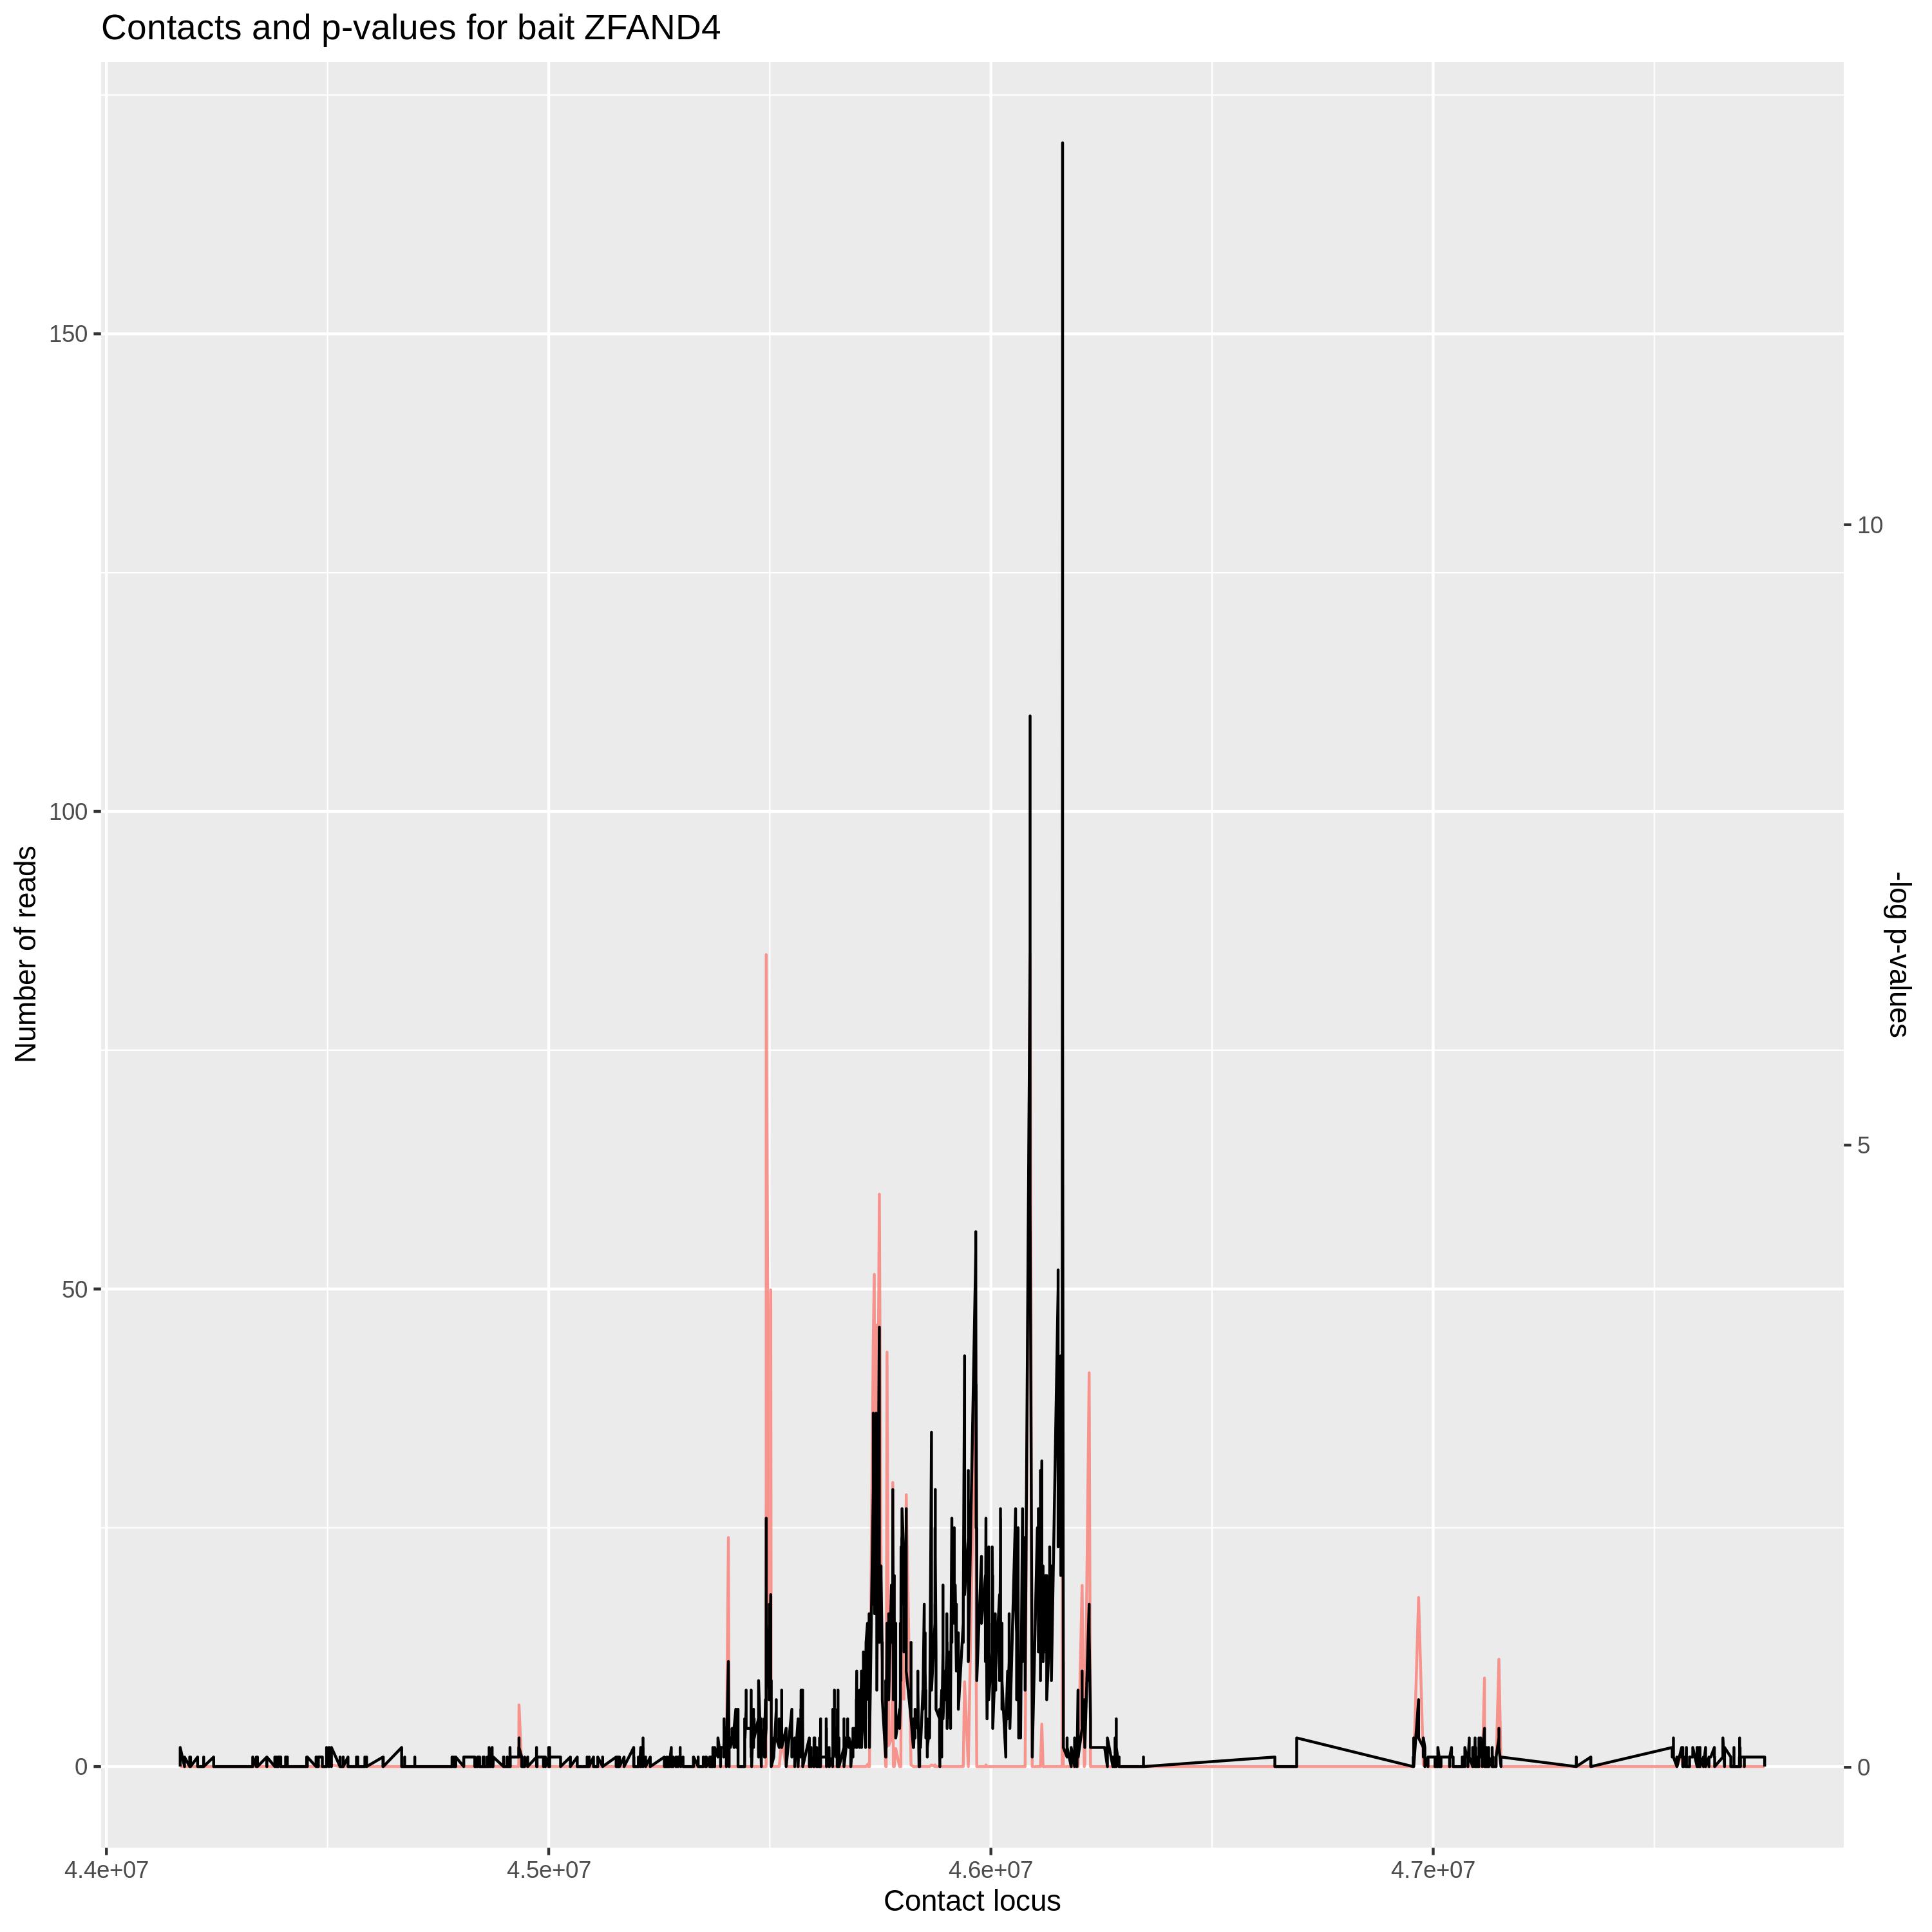 Contacts and p-values for bait ZFAND4
150
100
50
0
10
5
0
Number of reads
-log p-values
4.4e+07
4.5e+07
4.6e+07
4.7e+07
Contact locus